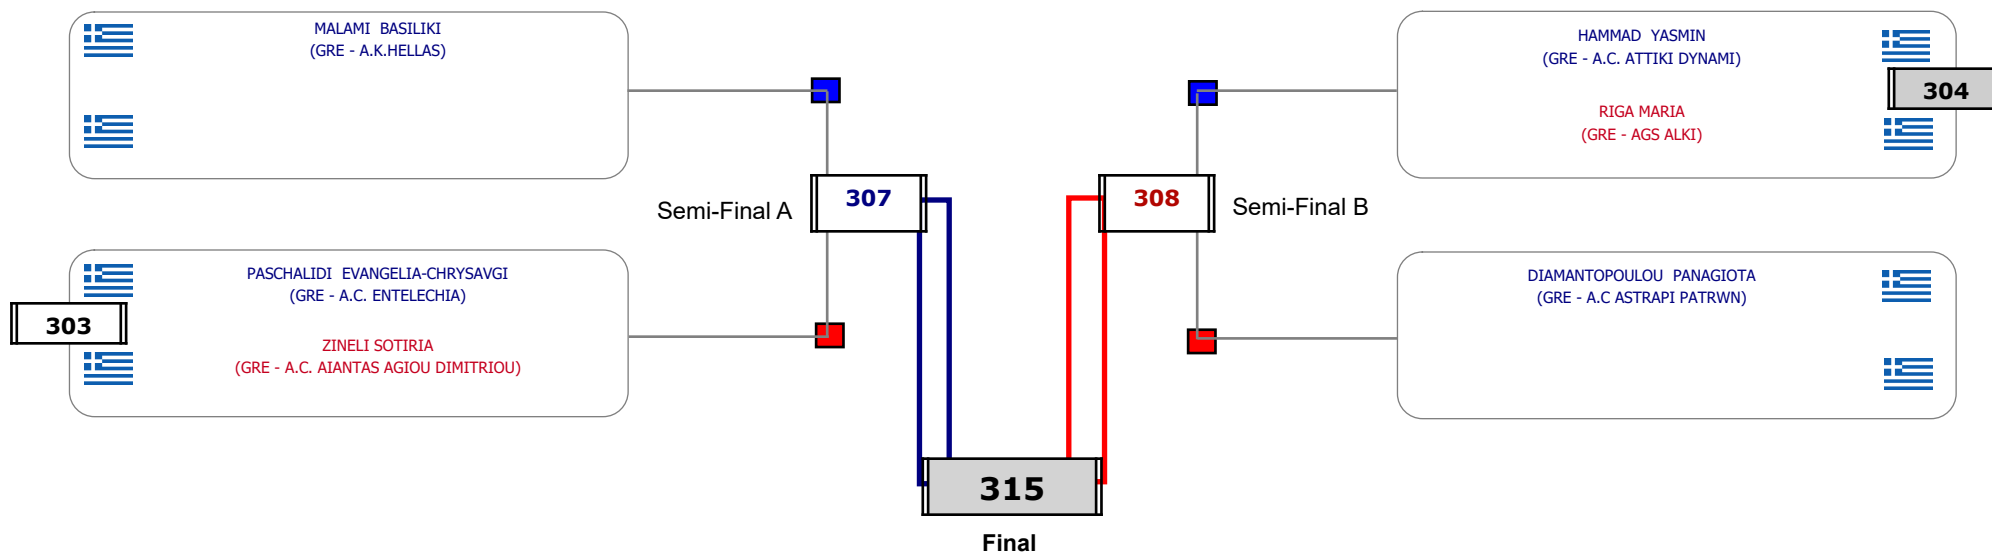 MALAMI BASILIKI
(GRE - A.K.HELLAS)
HAMMAD YASMIN
(GRE - A.C. ATTIKI DYNAMI)
304
RIGA MARIA
(GRE - AGS ALKI)
Semi-Final A
307
308
Semi-Final B
PASCHALIDI EVANGELIA-CHRYSAVGI
(GRE - A.C. ENTELECHIA)
303
ZINELI SOTIRIA
(GRE - A.C. AIANTAS AGIOU DIMITRIOU)
DIAMANTOPOULOU PANAGIOTA
(GRE - A.C ASTRAPI PATRWN)
315
Final